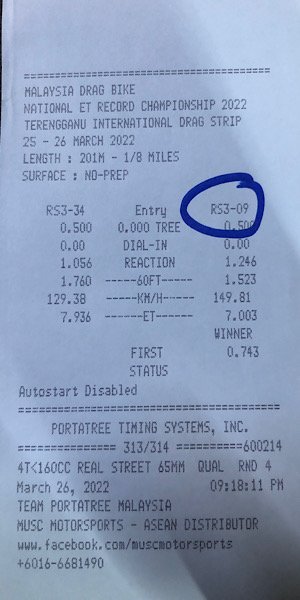 ========================================
MALAYSIA DRAG BIKE
NATIONAL ET RECORD CHAMPIONSHIP 2022
TERENGGANU INTERNATIONAL DRAG STRIP
25 - 26 MARCH 2022
LENGTH : 201M - 1/8 MILES
SURFACE : NO-PREP
RS3-34 Entry RS3-09
0.500 0.000 TREE 0.500
0.00 DIAL-IN 0.00
1.056 REACTION 1.246
1.760 -----60FT----- 1.523
129.38 -----KM/H----- 149.81
7.936 ------ET------ 7.003
WINNER
FIRST 0.743
STATUS
Autostart Disabled
========================================
PORTATREE TIMING SYSTEMS, INC.
=============== 313/314 ==========600214
4T<160CC REAL STREET 65MM QUAL RND 4
March 26, 2022 09:18:11 PM
TEAM PORTATREE MALAYSIA
MUSC MOTORSPORTS - ASEAN DISTRIBUTOR
www.facebook.com/muscmotorsports
+6016-6681490